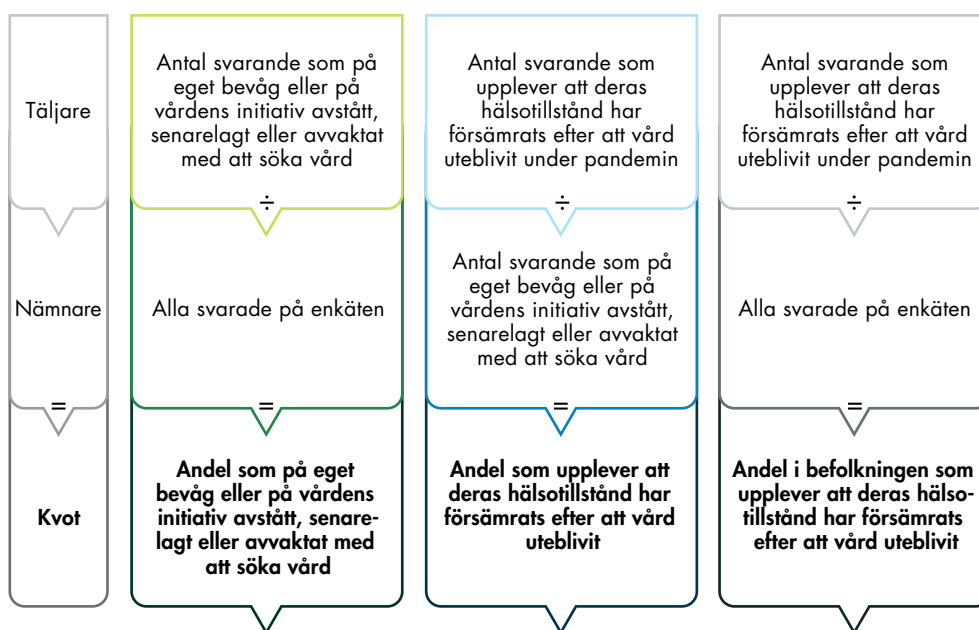 Täljare
Antal svarande som på
eget bevåg eller på
vårdens initiativ avstått,
senarelagt eller avvaktat
med att söka vård
Antal svarande som
upplever att deras
hälsotillstånd har
försämrats efter att vård
uteblivit under pandemin
Antal svarande som
upplever att deras
hälsotillstånd har
försämrats efter att vård
uteblivit under pandemin
÷
÷
÷
Nämnare
Alla svarade på enkäten
Antal svarande som på
eget bevåg eller på
vårdens initiativ avstått,
senarelagt eller avvaktat
med att söka vård
Alla svarade på enkäten
=
=
=
=
Kvot
Andel som på eget
bevåg eller på vårdens
initiativ avstått, senare-
lagt eller avvaktat med
att söka vård
Andel som upplever att
deras hälsotillstånd har
försämrats efter att vård
uteblivit
Andel i befolkningen som
upplever att deras hälso-
tillstånd har försämrats
efter att vård uteblivit